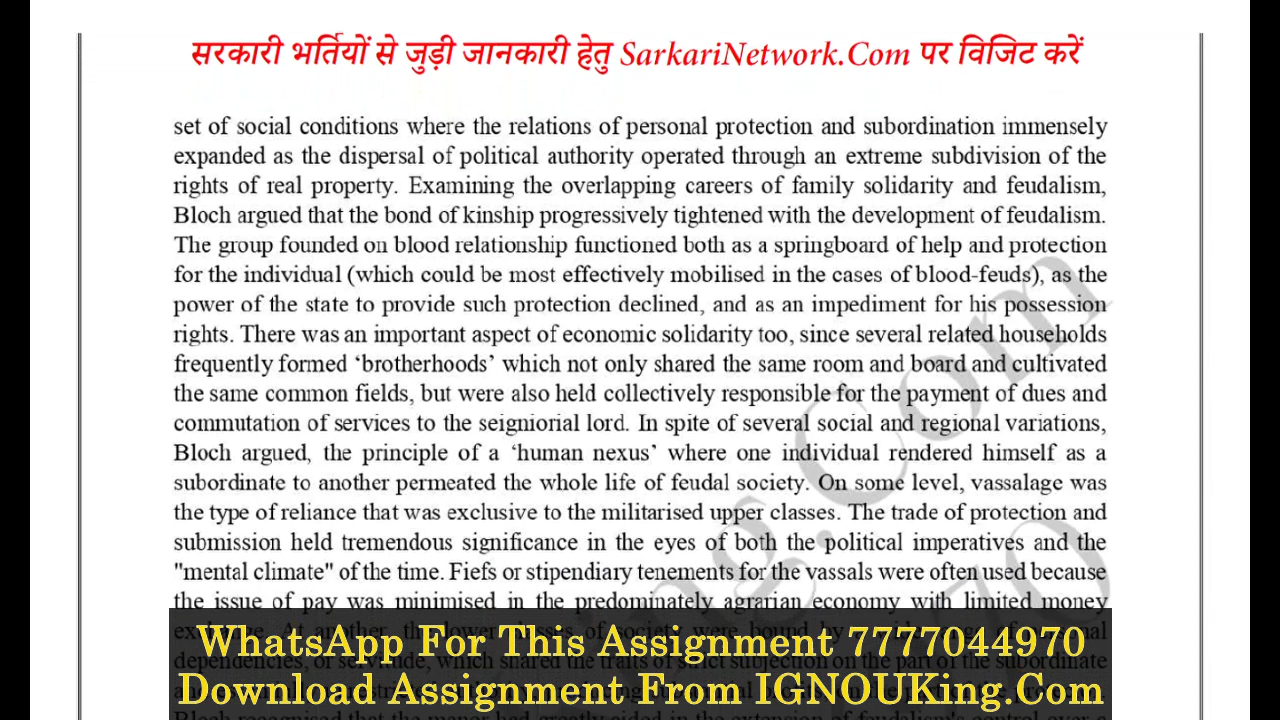 सरकारी भर्तियों से जुड़ी जानकारी हेतु SarkariNetwork.Com पर विजिट करें
set of social conditions where the relations of personal protection and subordination immensely
expanded as the dispersal of political authority operated through an extreme subdivision of the
rights of real property. Examining the overlapping careers of family solidarity and feudalism,
Bloch argued that the bond of kinship progressively tightened with the development of feudalism.
The group founded on blood relationship functioned both as a springboard of help and protection
for the individual (which could be most effectively mobilised in the cases of blood-feuds), as the
power of the state to provide such protection declined, and as an impediment for his possession
rights. There was an important aspect of economic solidarity too, since several related households
frequently formed ‘brotherhoods’ which not only shared the same room and board and cultivated
the same common fields, but were also held collectively responsible for the payment of dues and
commutation of services to the seigniorial lord. In spite of several social and regional variations,
Bloch argued, the principle of a ‘human nexus’ where one individual rendered himself as a
subordinate to another permeated the whole life of feudal society. On some level, vassalage was
the type of reliance that was exclusive to the militarised upper classes. The trade of protection and
submission held tremendous significance in the eyes of both the political imperatives and the
"mental climate" of the time. Fiefs or stipendiary tenements for the vassals were often used because
the issue of pay was minimised in the predominately agrarian economy with limited money
WhatsApp For This Assignment 7777044970
Download Assignment From IGNOUKing.Com